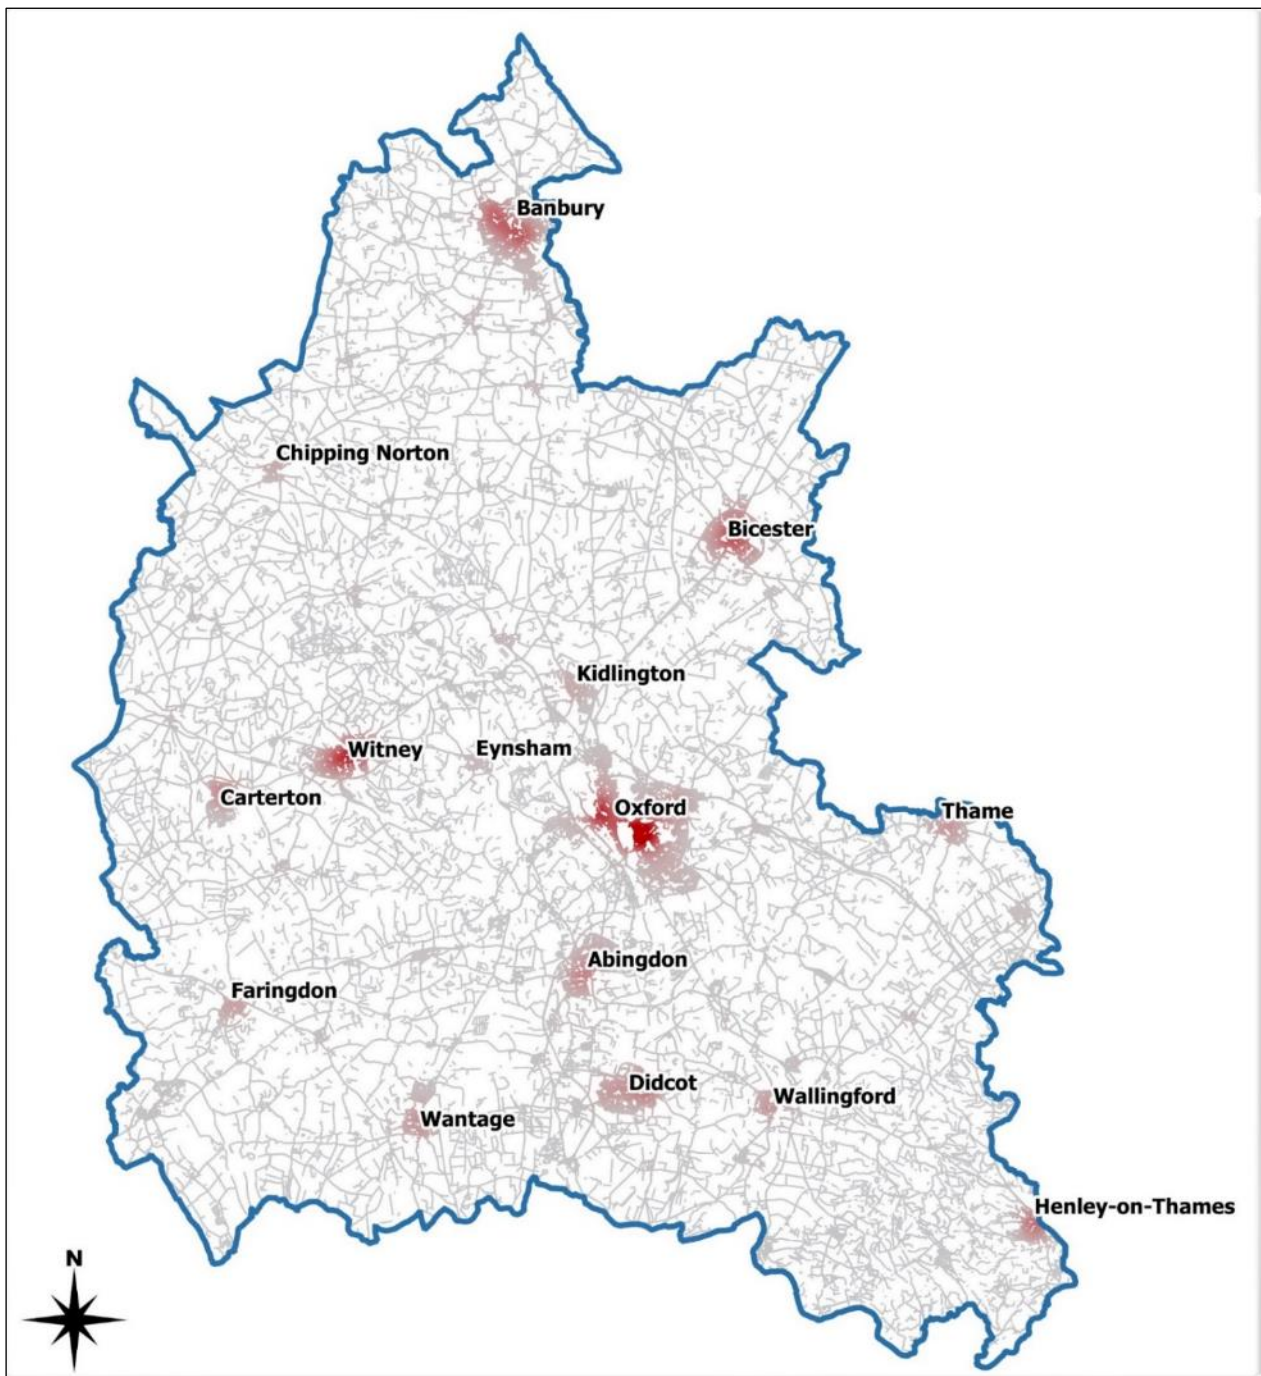 Banbury
Chipping Norton
Bicester
Kidlington
Witney
Eynsham
Carterton
Oxford
Thame
Abingdon
Faringdon
Didcot
Wallingford
Wantage
Henley-on-Thames
N